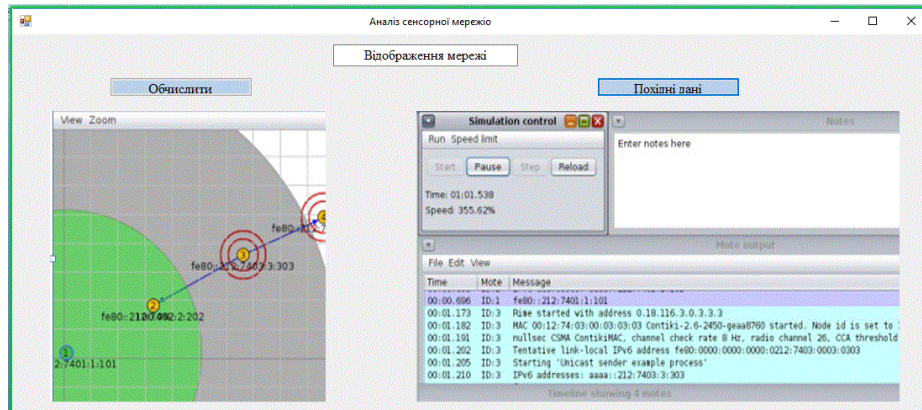 Аналіз сенсорної мережіо
Відображення мережі
Обчислити
Похідні дані
View Zoom
fe80::212:7403:3:303
2:7401:1:101
1
2
3
Simulation control
Run Speed limit
Start Pause Step Reload
Time: 01:01.538
Speed: 355.62%
Notes
Enter notes here
Mote output
File Edit View
Time Mote Message
00:00.696 ID:1 fe80::212:7401:1:101
00:01.173 ID:3 Rime started with address 0.18.116.3.0.3.3.3
00:01.182 ID:3 MAC 00:12:74:03:00:03:03:03 Contiki-2.6-2450-geaa8760 started. Node id is set to
00:01.191 ID:3 nullsec CSMA ContikiMAC, channel check rate 8 Hz, radio channel 26, CCA threshold
00:01.202 ID:3 Tentative link-local IPv6 address fe80:0000:0000:0000:0212:7403:0003:0303
00:01.205 ID:3 Starting 'Unicast sender example process'
00:01.210 ID:3 IPv6 addresses: aaaa::212:7403:3:303
Timeline showing 4 motes